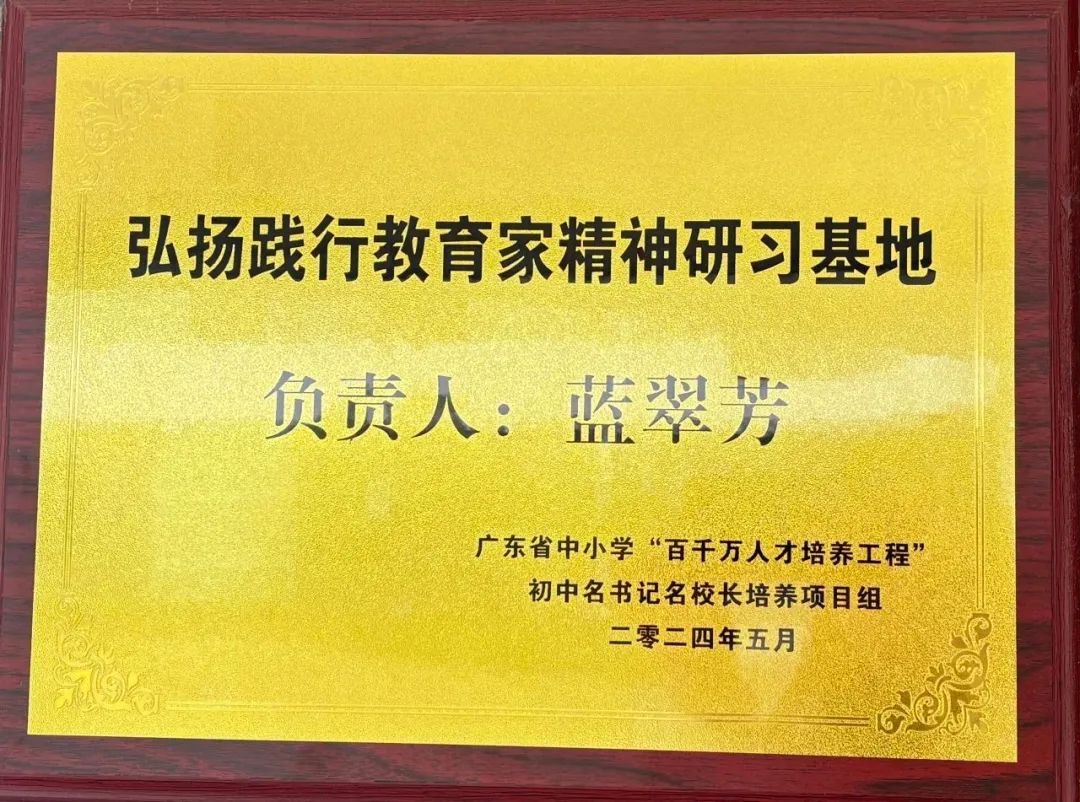 弘扬践行教育家精神研习基地
负责人：蓝翠芳
广东省中小学“百千万人才培养工程”
初中名书记名校长培养项目组
二零二四年五月